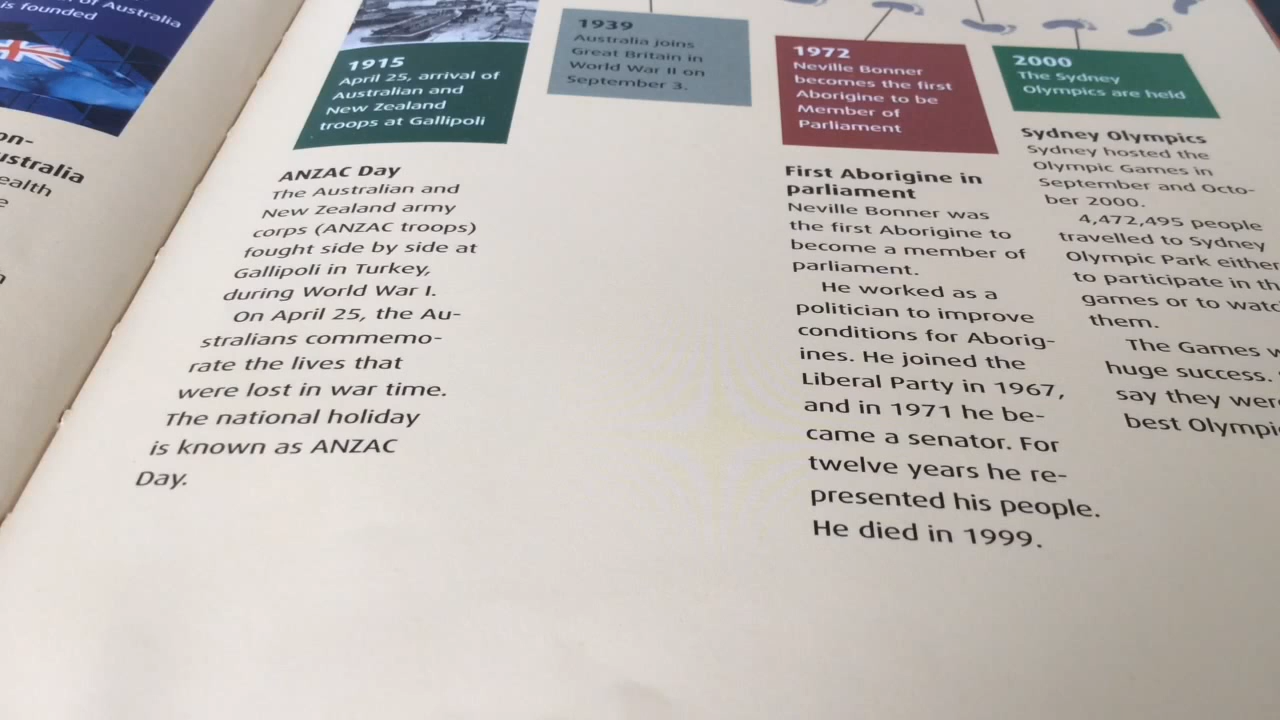 of Australia
is founded
on-
ustralia
ealth
e
1915
April 25, arrival of
Australian and
New Zealand
troops at Gallipoli
ANZAC Day
The Australian and
New Zealand army
corps (ANZAC troops)
fought side by side at
Gallipoli in Turkey,
during World War I.
On April 25, the Au-
stralians commemo-
rate the lives that
were lost in war time.
The national holiday
is known as ANZAC
Day.
1939
Australia joins
Great Britain in
World War II on
September 3.
1972
Neville Bonner
becomes the first
Aborigine to be
Member of
Parliament
First Aborigine in
parliament
Neville Bonner was
the first Aborigine to
become a member of
parliament.
He worked as a
politician to improve
conditions for Aborig-
ines. He joined the
Liberal Party in 1967,
and in 1971 he be-
came a senator. For
twelve years he re-
presented his people.
He died in 1999.
2000
The Sydney
Olympics are held
Sydney Olympics
Sydney hosted the
Olympic Games in
September and Octo-
ber 2000.
4,472,495 people
travelled to Sydney
Olympic Park either
to participate in th
games or to watc
them.
The Games w
huge success.
say they were
best Olympi